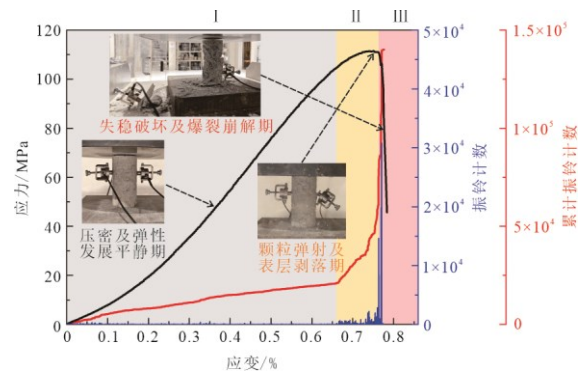 I II III
120
100
80
60
40
20
0
应力/MPa
0 0.1 0.2 0.3 0.4 0.5 0.6 0.7 0.8
应变/%
失稳破坏及爆裂崩解期
压密及弹性
发展平静期
颗粒弹射及
表层剥落期
5×10⁴
4×10⁴
3×10⁴
2×10⁴
1×10⁴
0
振铃计数
1.5×10⁵
1×10⁵
5×10⁴
0
累计振铃计数